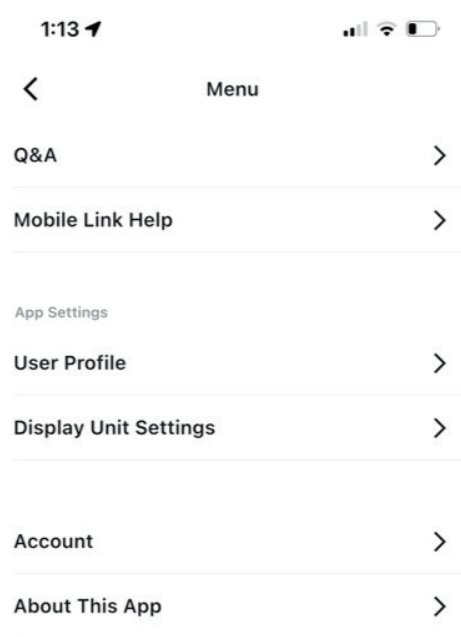 1:13
Menu
Q&A
Mobile Link Help
App Settings
User Profile
Display Unit Settings
Account
About This App